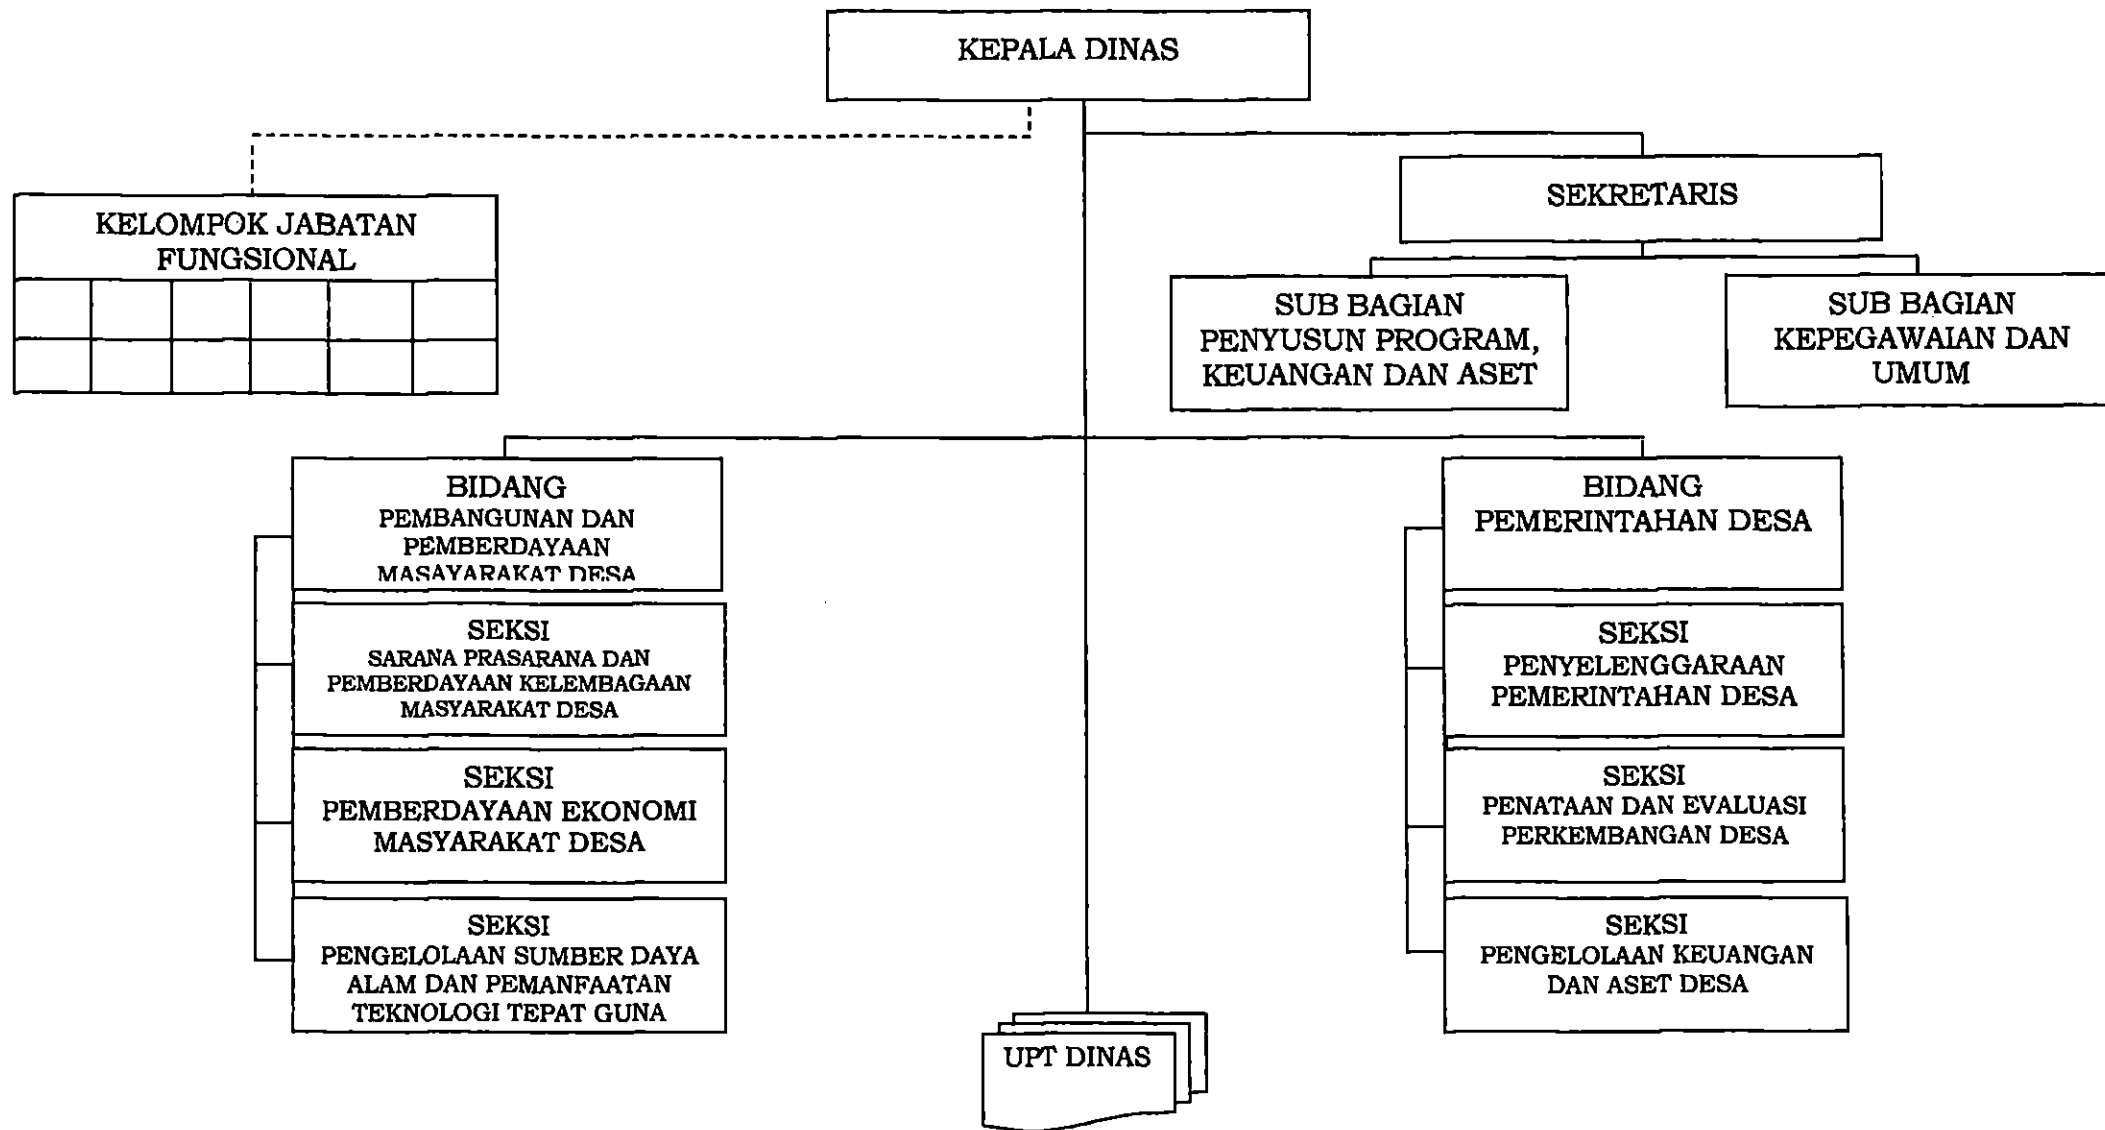 KEPALA DINAS
KELOMPOK JABATAN
FUNGSIONAL
SEKRETARIS
SUB BAGIAN
PENYUSUN PROGRAM,
KEUANGAN DAN ASET
SUB BAGIAN
KEPEGAWAIAN DAN
UMUM
BIDANG
PEMBANGUNAN DAN
PEMBERDAYAAN
MASAYARAKAT DESA
SEKSI
SARANA PRASARANA DAN
PEMBERDAYAAN KELEMBAGAAN
MASYARAKAT DESA
SEKSI
PEMBERDAYAAN EKONOMI
MASYARAKAT DESA
SEKSI
PENGELOLAAN SUMBER DAYA
ALAM DAN PEMANFAATAN
TEKNOLOGI TEPAT GUNA
BIDANG
PEMERINTAHAN DESA
SEKSI
PENYELENGGARAAN
PEMERINTAHAN DESA
SEKSI
PENATAAN DAN EVALUASI
PERKEMBANGAN DESA
SEKSI
PENGELOLAAN KEUANGAN
DAN ASET DESA
UPT DINAS